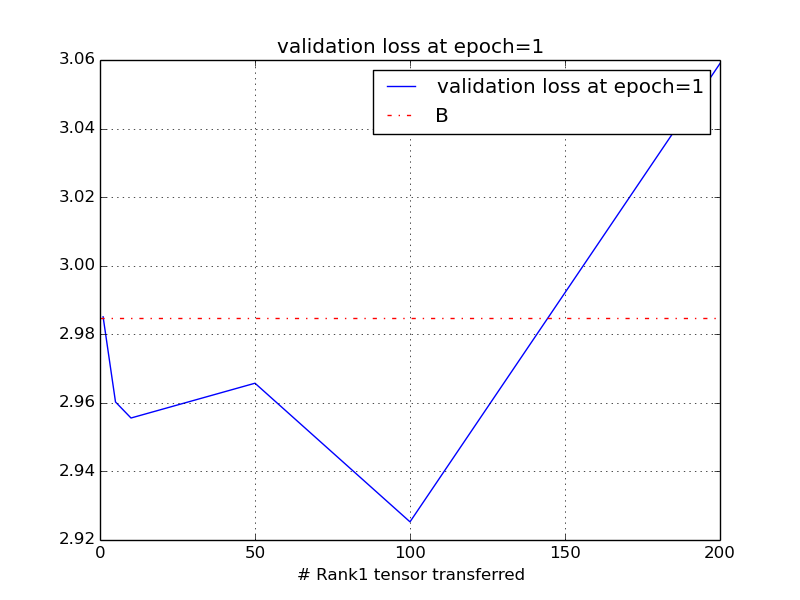 validation loss at epoch=1
validation loss at epoch=1
B
3.06
3.04
3.02
3.00
2.98
2.96
2.94
2.92
0 50 100 150 200
# Rank1 tensor transferred